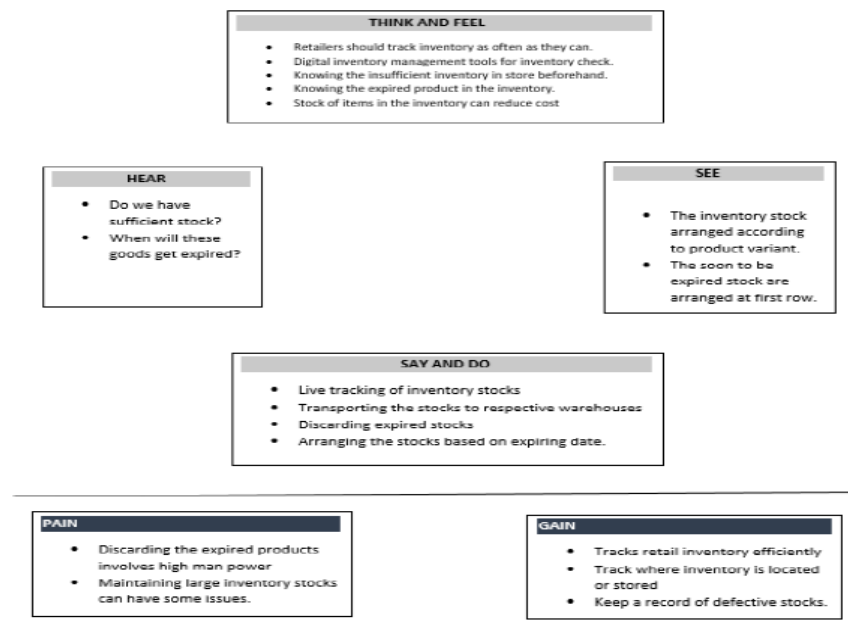 THINK AND FEEL
• Retailers should track inventory as often as they can.
• Digital inventory management tools for inventory check.
• Knowing the insufficient inventory in store beforehand.
• Knowing the expired product in the inventory.
• Stock of items in the inventory can reduce cost
HEAR
• Do we have
sufficient stock?
• When will these
goods get expired?
SEE
• The inventory stock
arranged according
to product variant.
• The soon to be
expired stock are
arranged at first row.
SAY AND DO
• Live tracking of inventory stocks
• Transporting the stocks to respective warehouses
• Discarding expired stocks
• Arranging the stocks based on expiring date.
PAIN
• Discarding the expired products
involves high man power
• Maintaining large inventory stocks
can have some issues.
GAIN
• Tracks retail inventory efficiently
• Track where inventory is located
or stored
• Keep a record of defective stocks.